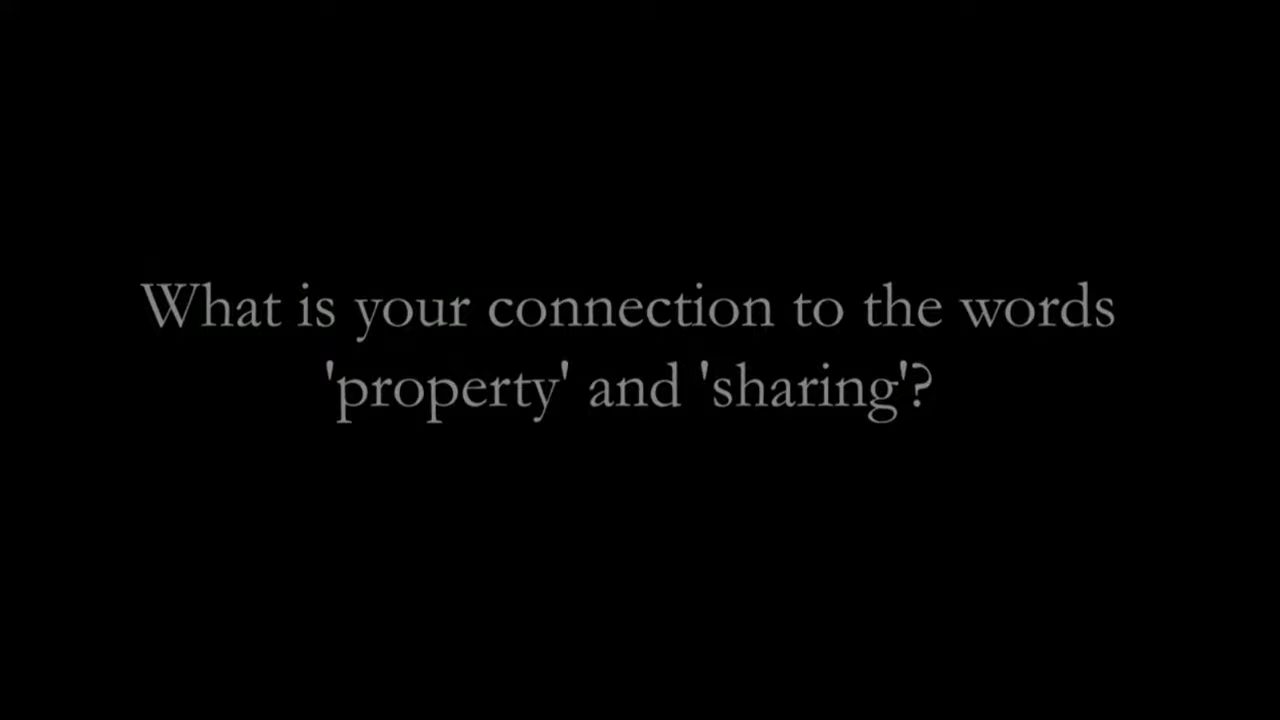 What is your connection to the words
'property' and 'sharing'?